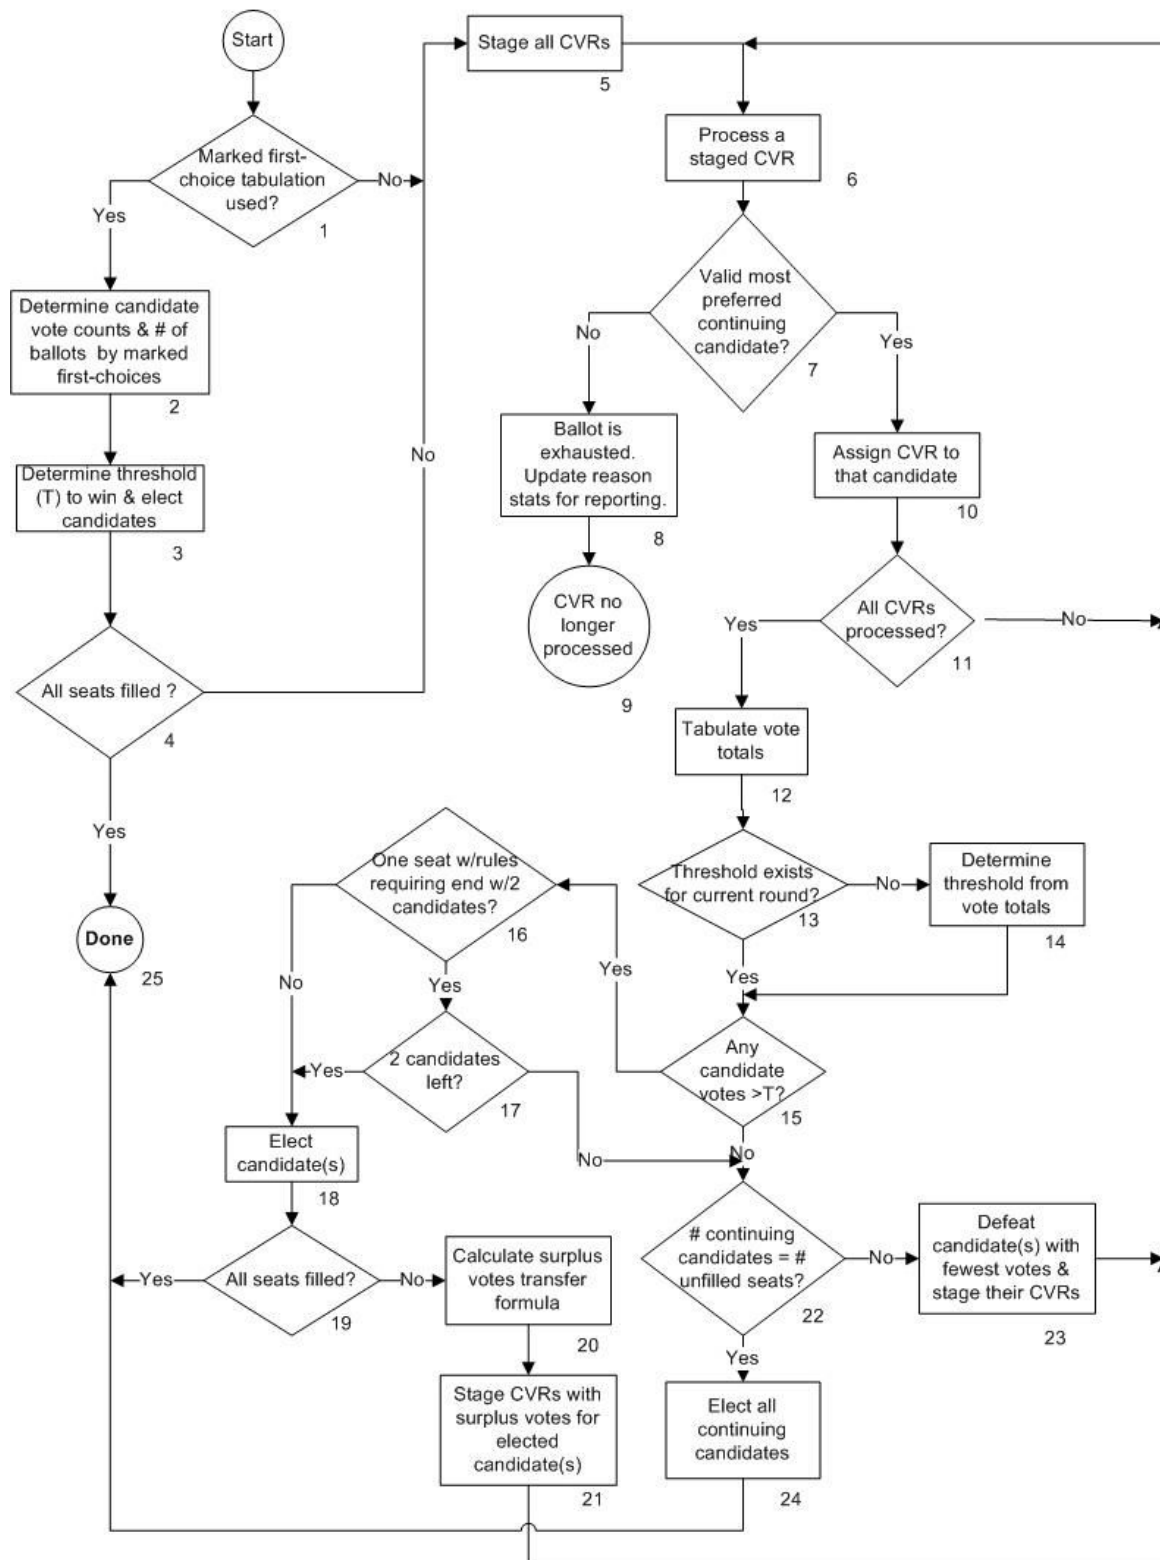 Start
Marked first-
choice tabulation
used?
1
No
Yes
Determine candidate
vote counts & # of
ballots by marked
first-choices
2
Determine threshold
(T) to win & elect
candidates
3
All seats filled ?
4
No
Yes
Done
25
Stage all CVRs
5
Process a
staged CVR
6
Valid most
preferred
continuing
candidate?
7
No
Yes
Ballot is
exhausted.
Update reason
stats for reporting.
8
CVR no
longer
processed
9
Assign CVR to
that candidate
10
All CVRs
processed?
11
No
Yes
Tabulate vote
totals
12
Threshold exists
for current round?
13
No
Determine
threshold from
vote totals
14
Yes
Any
candidate
votes >T?
15
Yes
No
One seat w/rules
requiring end w/2
candidates?
16
No
Yes
2 candidates
left?
17
Yes
No
Elect
candidate(s)
18
All seats filled?
19
Yes
No
Calculate surplus
votes transfer
formula
20
Stage CVRs with
surplus votes for
elected
candidate(s)
21
# continuing
candidates = #
unfilled seats?
22
No
Defeat
candidate(s) with
fewest votes &
stage their CVRs
23
Yes
Elect all
continuing
candidates
24